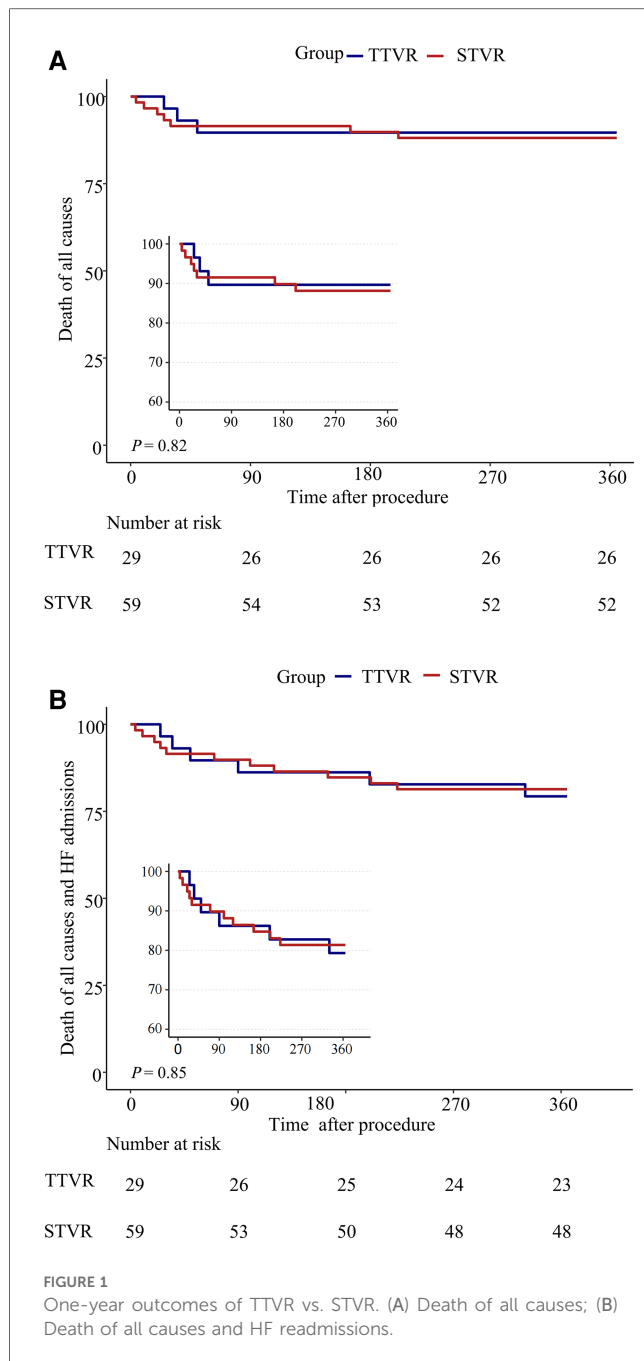 A
Group TTVR STVR
Death of all causes
100
75
50
25
0
100
90
80
70
60
0 90 180 270 360
P = 0.82
0 90 180 270 360
Time after procedure
Number at risk
TTVR 29 26 26 26 26
STVR 59 54 53 52 52
B
Group TTVR STVR
Death of all causes and HF admissions
100
75
50
25
0
100
90
80
70
60
0 90 180 270 360
P = 0.85
0 90 180 270 360
Time after procedure
Number at risk
TTVR 29 26 25 24 23
STVR 59 53 50 48 48
FIGURE 1
One-year outcomes of TTVR vs. STVR. (A) Death of all causes; (B)
Death of all causes and HF readmissions.